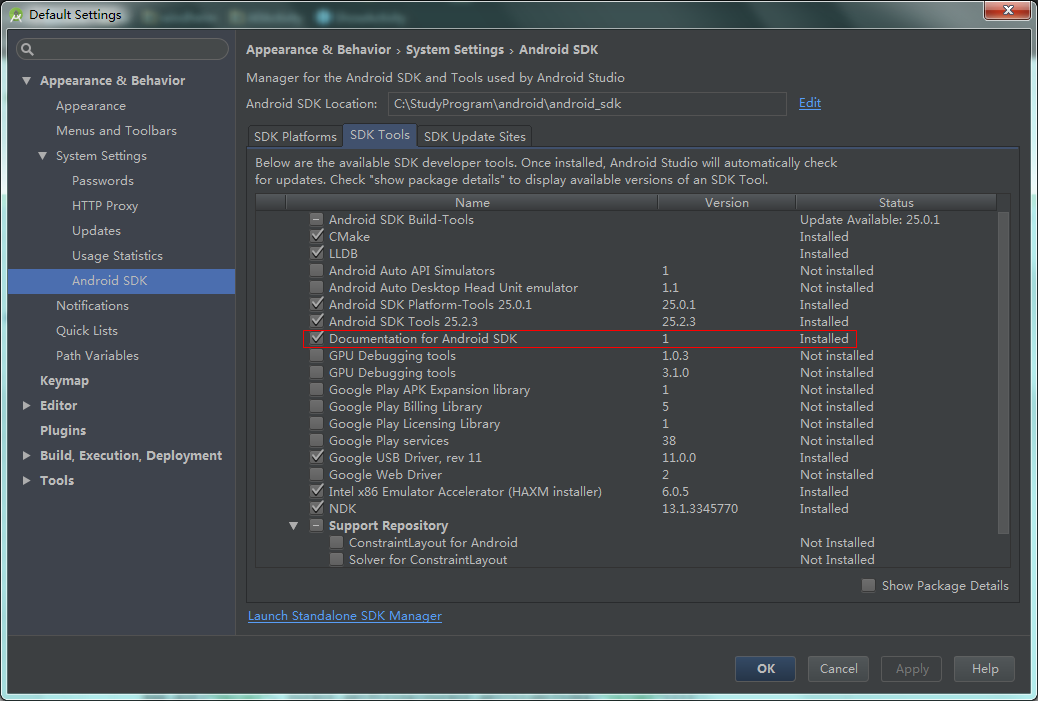 Default Settings
Appearance & Behavior
Appearance
Menus and Toolbars
System Settings
Passwords
HTTP Proxy
Updates
Usage Statistics
Android SDK
Notifications
Quick Lists
Path Variables
Keymap
Editor
Plugins
Build, Execution, Deployment
Tools
Appearance & Behavior › System Settings › Android SDK
Manager for the Android SDK and Tools used by Android Studio
Android SDK Location: C:\StudyProgram\android\android_sdk Edit
SDK Platforms SDK Tools SDK Update Sites
Below are the available SDK developer tools. Once installed, Android Studio will automatically check
for updates. Check "show package details" to display available versions of an SDK Tool.
Name Version Status
Android SDK Build-Tools Update Available: 25.0.1
CMake Installed
LLDB Installed
Android Auto API Simulators 1 Not installed
Android Auto Desktop Head Unit emulator 1.1 Not installed
Android SDK Platform-Tools 25.0.1 25.0.1 Installed
Android SDK Tools 25.2.3 25.2.3 Installed
Documentation for Android SDK 1 Installed
GPU Debugging tools 1.0.3 Not installed
GPU Debugging tools 3.1.0 Not installed
Google Play APK Expansion library 1 Not installed
Google Play Billing Library 5 Not installed
Google Play Licensing Library 1 Not installed
Google Play services 38 Not installed
Google USB Driver, rev 11 11.0.0 Installed
Google Web Driver 2 Not installed
Intel x86 Emulator Accelerator (HAXM installer) 6.0.5 Installed
NDK 13.1.3345770 Installed
Support Repository
ConstraintLayout for Android Not Installed
Solver for ConstraintLayout Not Installed
Show Package Details
Launch Standalone SDK Manager
OK Cancel Apply Help